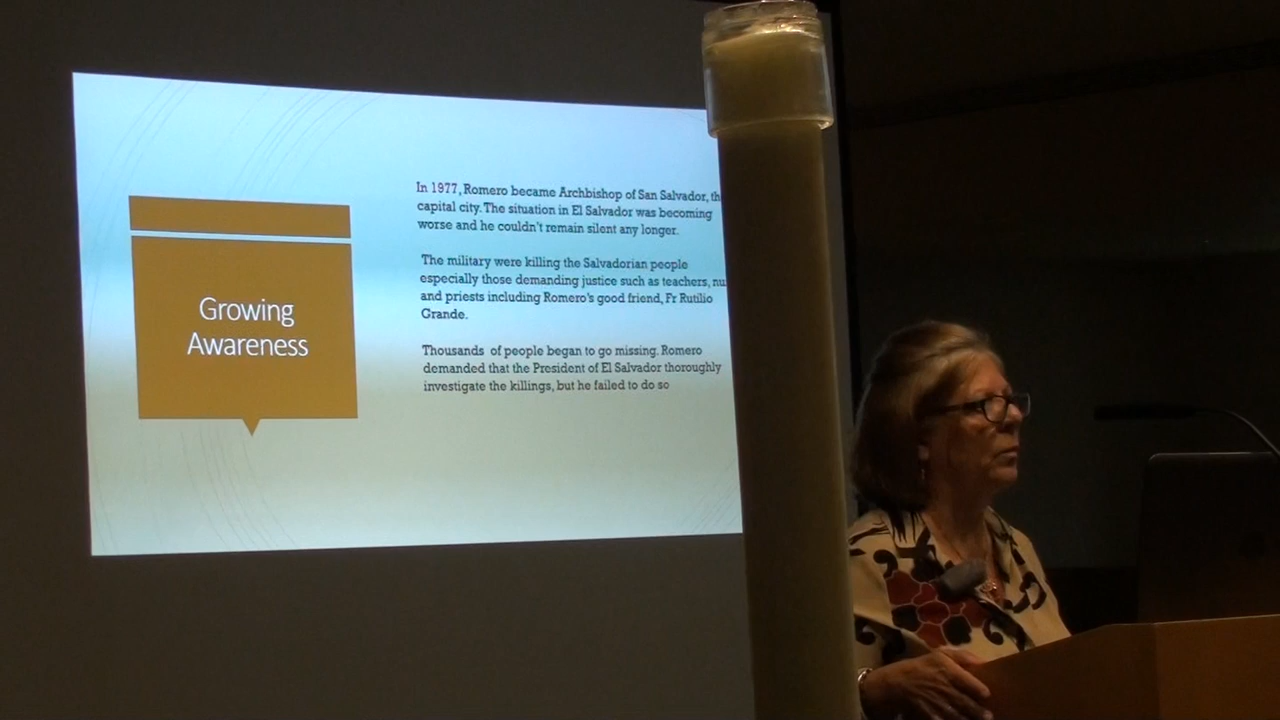 Growing
Awareness
In 1977, Romero became Archbishop of San Salvador, th
capital city. The situation in El Salvador was becoming
worse and he couldn't remain silent any longer.
The military were killing the Salvadorian people
especially those demanding justice such as teachers, nu
and priests including Romero's good friend, Fr Rutilio
Grande.
Thousands of people began to go missing. Romero
demanded that the President of El Salvador thoroughly
investigate the killings, but he failed to do so